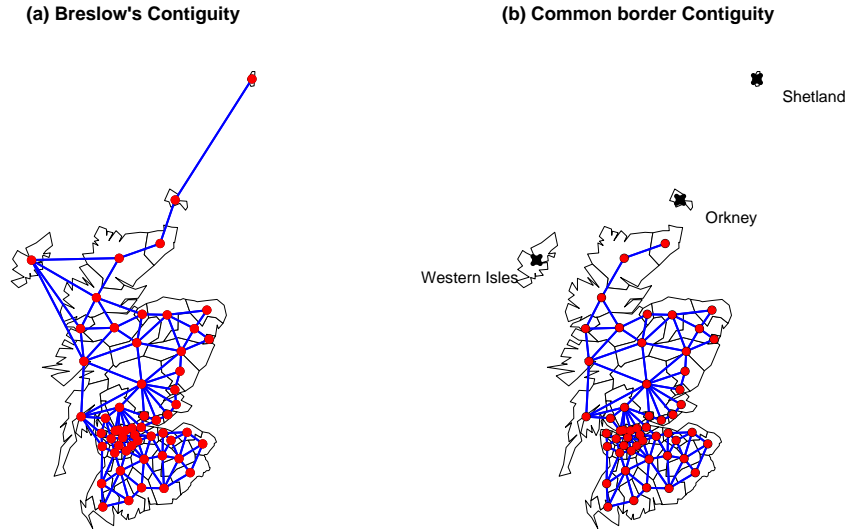 (a) Breslow's Contiguity
(b) Common border Contiguity
Shetland
Orkney
Western Isles